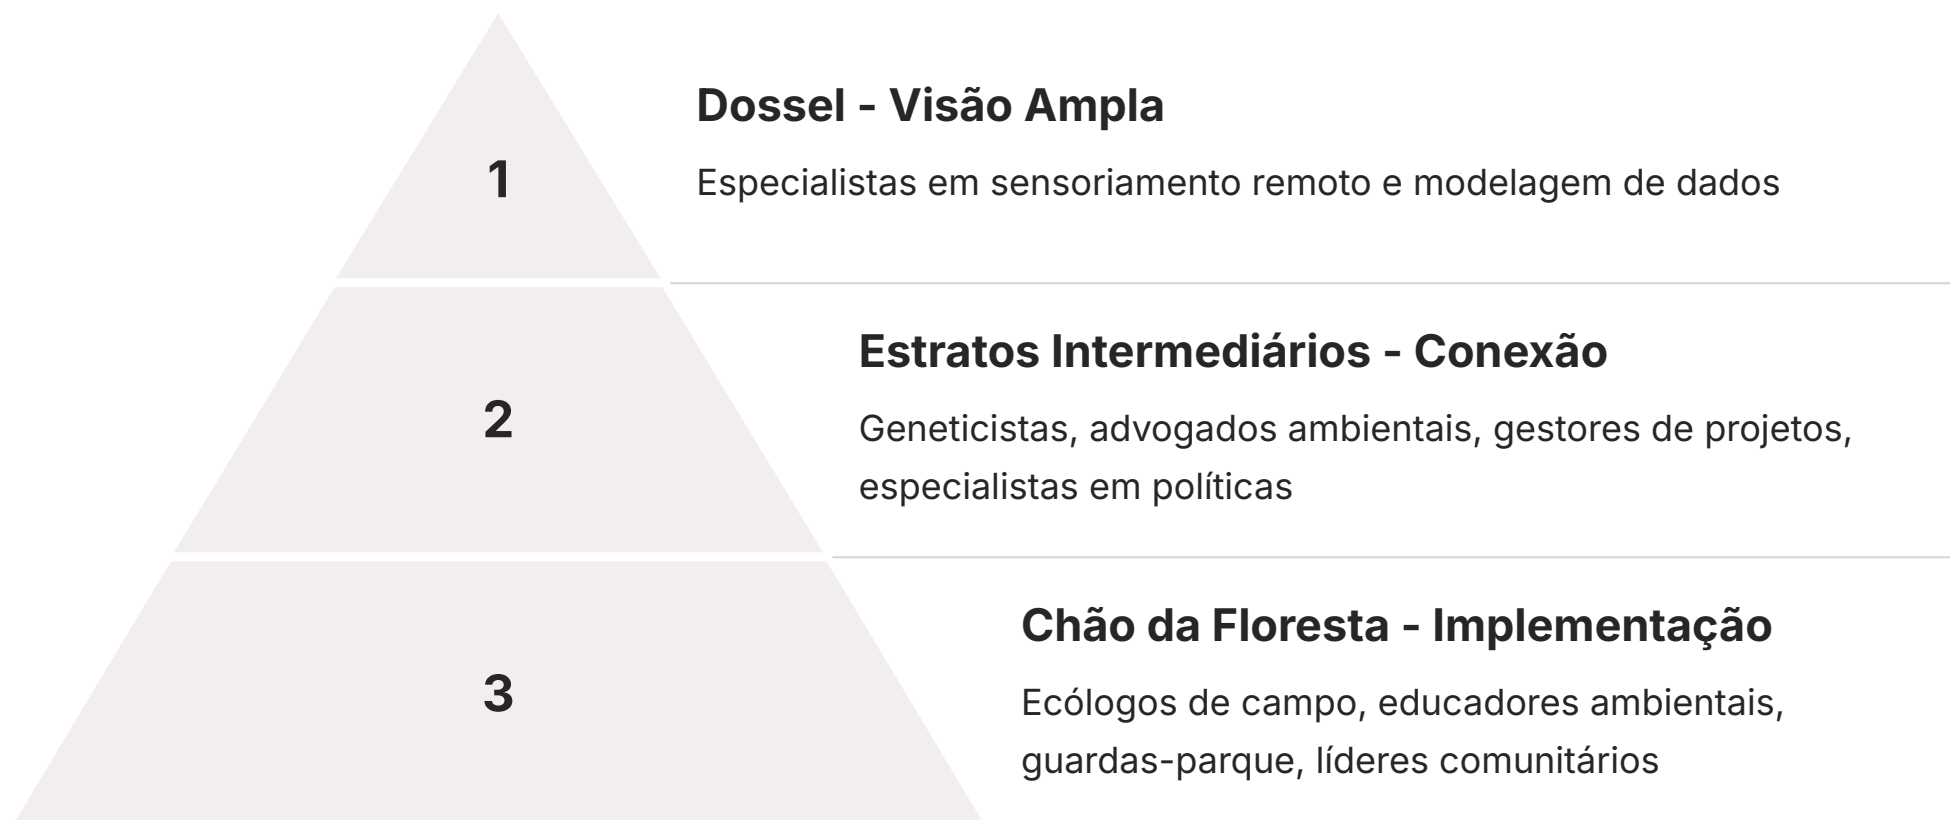 1
Dossel - Visão Ampla
Especialistas em sensoriamento remoto e modelagem de dados
2
Estratos Intermediários - Conexão
Geneticistas, advogados ambientais, gestores de projetos,
especialistas em políticas
3
Chão da Floresta - Implementação
Ecólogos de campo, educadores ambientais,
guardas-parque, líderes comunitários